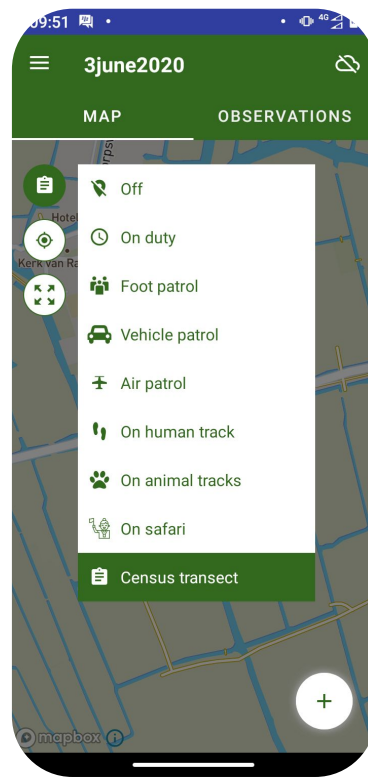 09:51
4G
3june2020
MAP
OBSERVATIONS
Off
On duty
Foot patrol
Vehicle patrol
Air patrol
On human track
On animal tracks
On safari
Census transect
Hotel
Kerk van Ra
mapbox